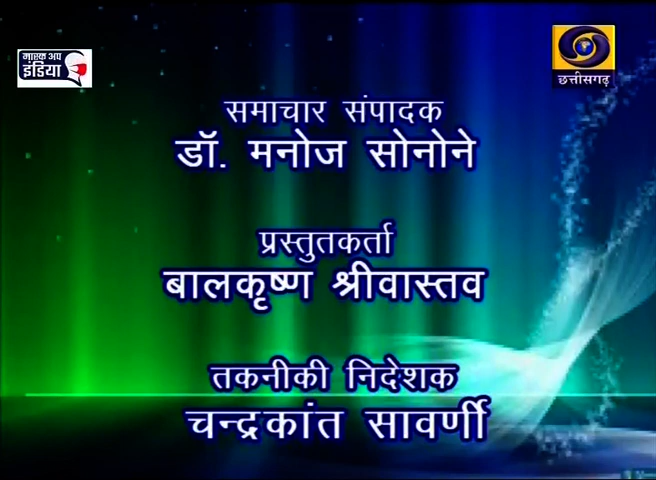 मास्क अप
इंडिया
छत्तीसगढ़
समाचार संपादक
डॉ. मनोज सोनोने
प्रस्तुतकर्ता
बालकृष्ण श्रीवास्तव
तकनीकी निदेशक
चन्द्रकांत सावर्णी